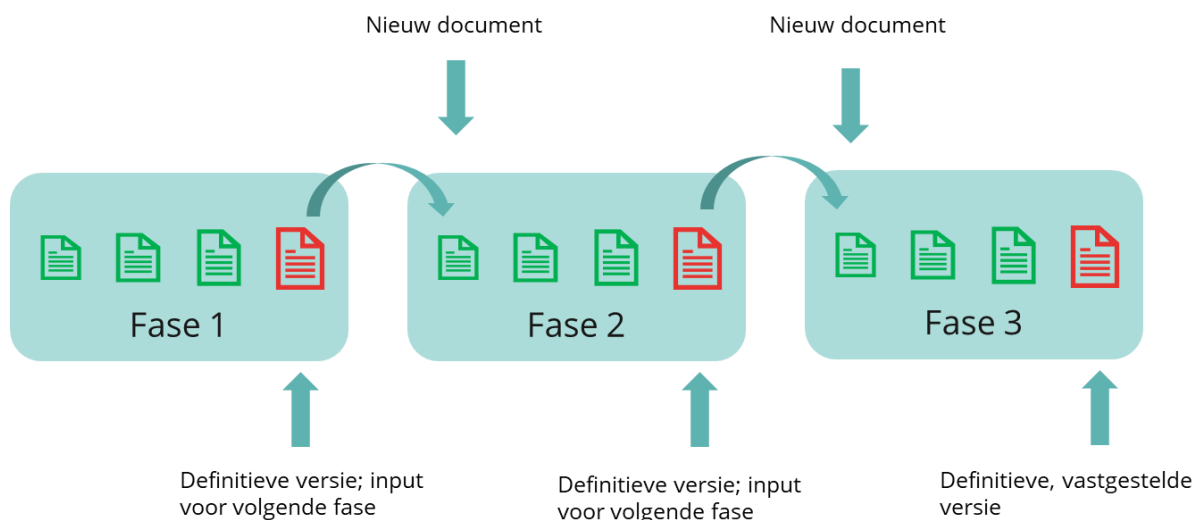 Nieuw document
Nieuw document
Fase 1
Fase 2
Fase 3
Definitieve versie; input
voor volgende fase
Definitieve versie; input
voor volgende fase
Definitieve, vastgestelde
versie